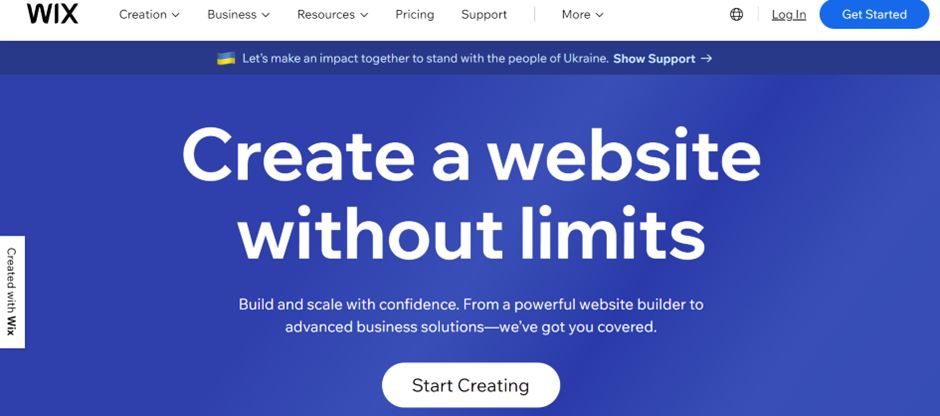 WIX Creation Business Resources Pricing Support More Log In Get Started
Let's make an impact together to stand with the people of Ukraine. Show Support →
Create a website
without limits
Build and scale with confidence. From a powerful website builder to
advanced business solutions—we've got you covered.
Start Creating
Created with Wix